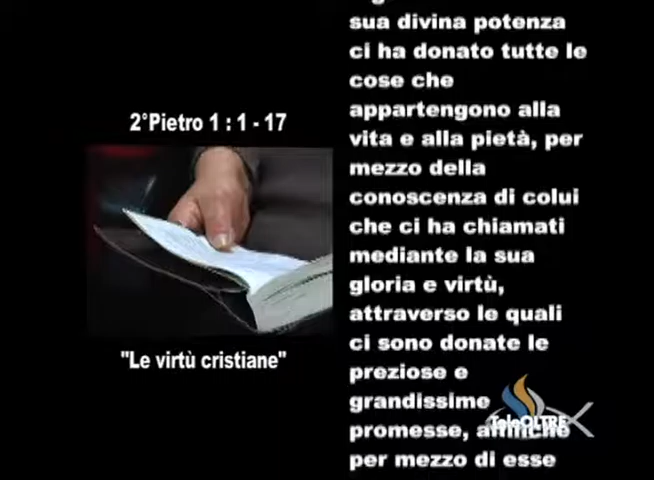 2°Pietro 1 : 1 - 17
"Le virtù cristiane"
sua divina potenza
ci ha donato tutte le
cose che
appartengono alla
vita e alla pietà, per
mezzo della
conoscenza di colui
che ci ha chiamati
mediante la sua
gloria e virtù,
attraverso le quali
ci sono donate le
preziose e
grandissime
promesse, affinché
per mezzo di esse
TeleOLTRE